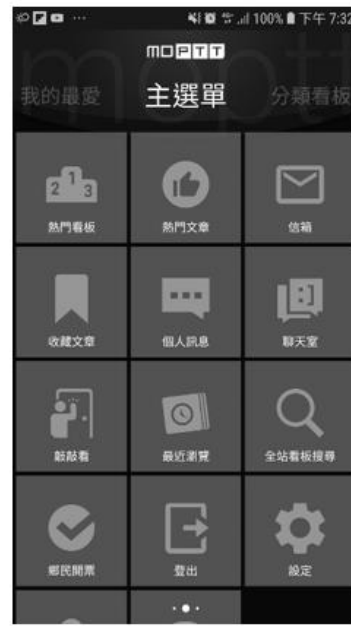 100% 下午 7:32
MOPTT
我的最愛 主選單 分類看板
2 1 3
熱門看板 熱門文章 信箱
收藏文章 個人訊息 聊天室
敲敲看 最近瀏覽 全站看板搜尋
鄉民開票 登出 設定